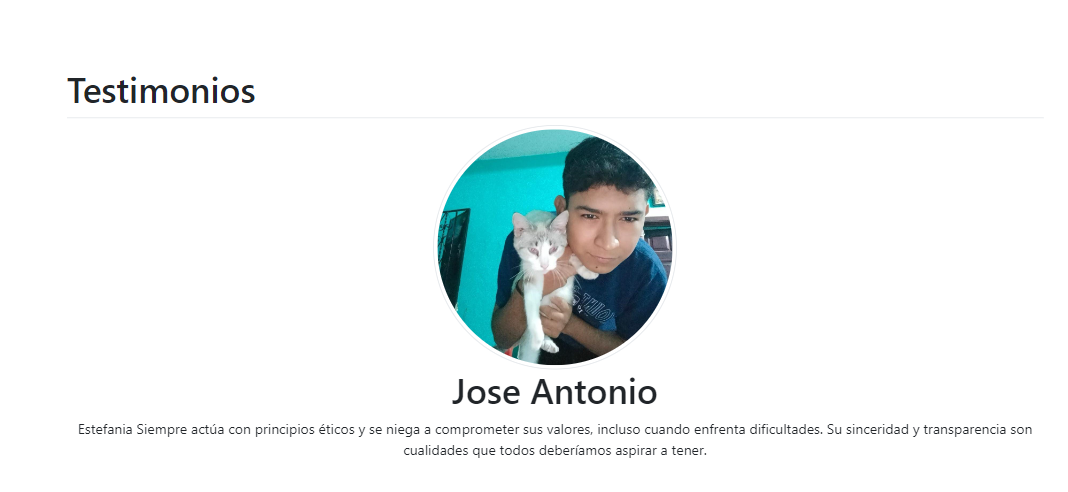 Testimonios
Jose Antonio
Estefania Siempre actúa con principios éticos y se niega a comprometer sus valores, incluso cuando enfrenta dificultades. Su sinceridad y transparencia son
cualidades que todos deberíamos aspirar a tener.